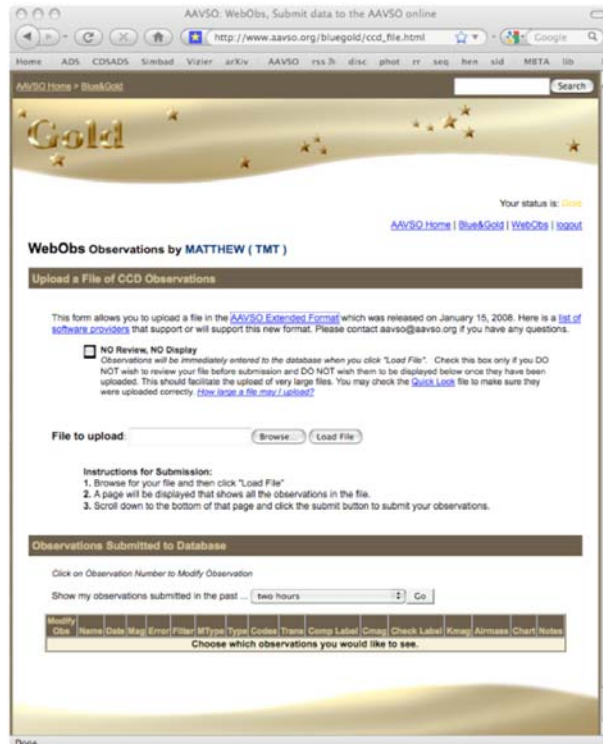 AAVSO: WebObs, Submit data to the AAVSO online
http://www.aavso.org/bluegold/ccd_file.html
Google
Home ADS CDSADS Simbad Vizier arXiv AAVSO rss disc phot rr seq hen sid MBTA lib
AAVSO Home > Blue&Gold
Search
Gold
Your status is: Gold
AAVSO Home | Blue&Gold | WebObs | logout
WebObs Observations by MATTHEW ( TMT )
Upload a File of CCD Observations
This form allows you to upload a file in the AAVSO Extended Format which was released on January 15, 2008. Here is a list of
software providers that support or will support this new format. Please contact aavso@aavso.org if you have any questions.
NO Review, NO Display
Observations will be immediately entered to the database when you click "Load File". Check this box only if you DO
NOT wish to review your file before submission and DO NOT wish them to be displayed below once they have been
uploaded. This should facilitate the upload of very large files. You may check the Quick Look file to make sure they
were uploaded correctly. How large a file may I upload?
File to upload: Browse... Load File
Instructions for Submission:
1. Browse for your file and then click "Load File"
2. A page will be displayed that shows all the observations in the file.
3. Scroll down to the bottom of that page and click the submit button to submit your observations.
Observations Submitted to Database
Click on Observation Number to Modify Observation
Show my observations submitted in the past ... two hours Go
Modify
Obs Name Date Mag Error Filter MType Type Codes Trans Comp Label Cmag Check Label Kmag Airmass Chart Notes
Choose which observations you would like to see.
Done